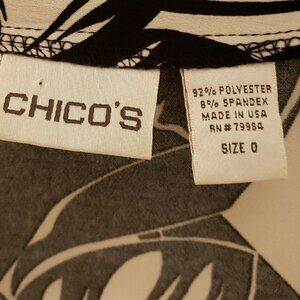 CHICO'S
92% POLYESTER
8% SPANDEX
MADE IN USA
RN# 79984
SIZE 0